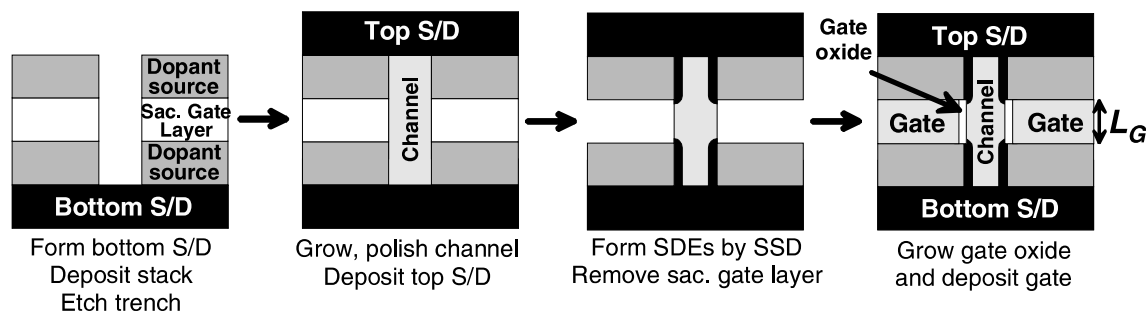 Dopant
source
Sac. Gate
Layer
Dopant
source
Bottom S/D
Form bottom S/D
Deposit stack
Etch trench
Top S/D
Channel
Grow, polish channel
Deposit top S/D
Form SDEs by SSD
Remove sac. gate layer
Gate
oxide
Top S/D
Gate
Channel
Gate
LG
Bottom S/D
Grow gate oxide
and deposit gate